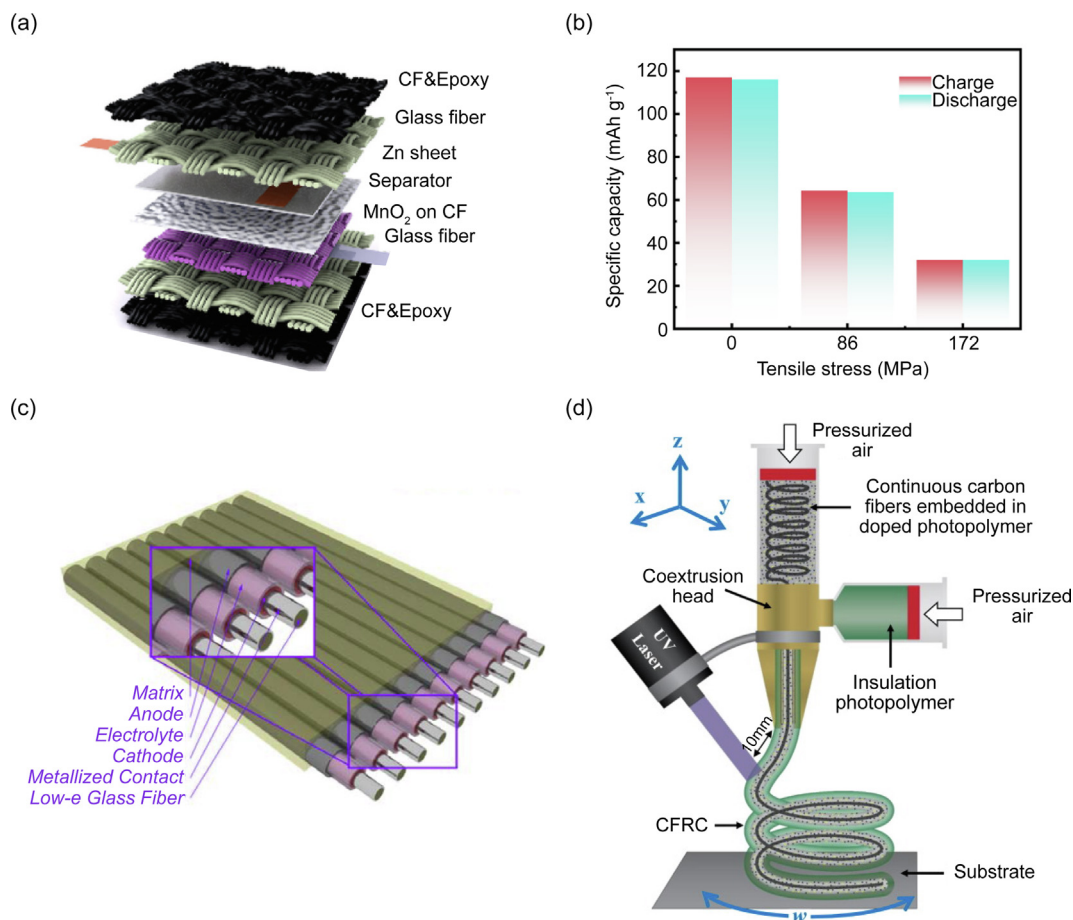 (a)
CF&Epoxy
Glass fiber
Zn sheet
Separator
MnO₂ on CF
Glass fiber
CF&Epoxy
(b)
Specific capacity (mAh g⁻¹)
120
100
80
60
40
20
0
Charge
Discharge
0
86
172
Tensile stress (MPa)
(c)
Matrix
Anode
Electrolyte
Cathode
Metallized Contact
Low-e Glass Fiber
(d)
Pressurized
air
z
x
y
Continuous carbon
fibers embedded in
doped photopolymer
Coextrusion
head
Pressurized
air
UV
Laser
Insulation
photopolymer
10mm
CFRC
Substrate
w